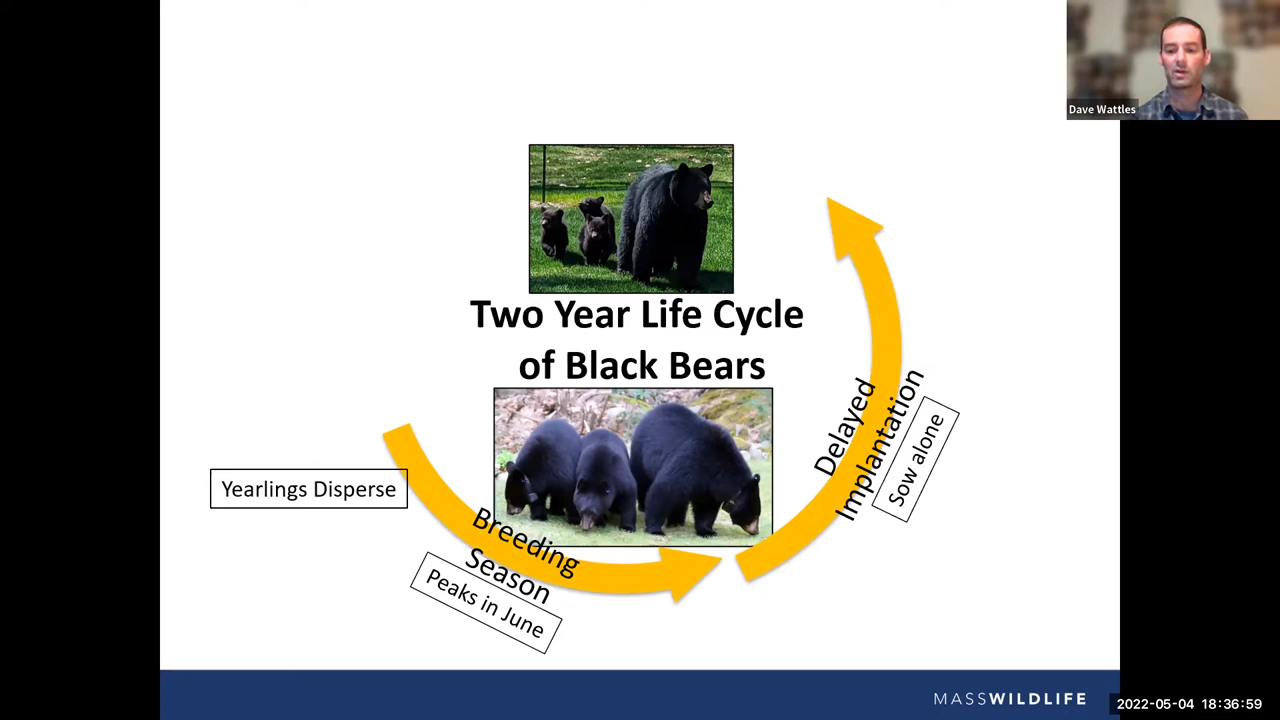 Dave Wattles
Two Year Life Cycle
of Black Bears
Yearlings Disperse
Breeding
Season
Peaks in June
Delayed
Implantation
Sow alone
MASSWILDLIFE
2022-05-04 18:36:59